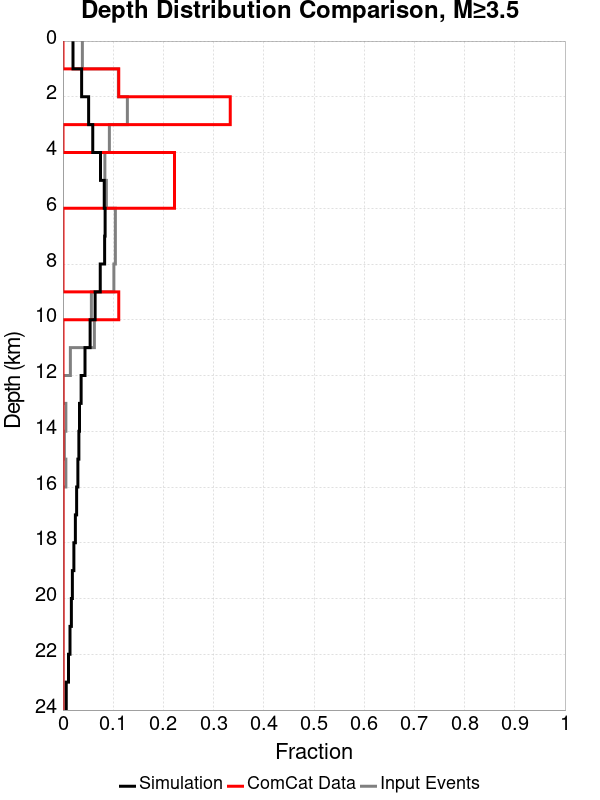 Depth Distribution Comparison, M≥3.5
0
2
4
6
8
10
12
14
16
18
20
22
24
Depth (km)
0 0.1 0.2 0.3 0.4 0.5 0.6 0.7 0.8 0.9 1
Fraction
Simulation ComCat Data Input Events